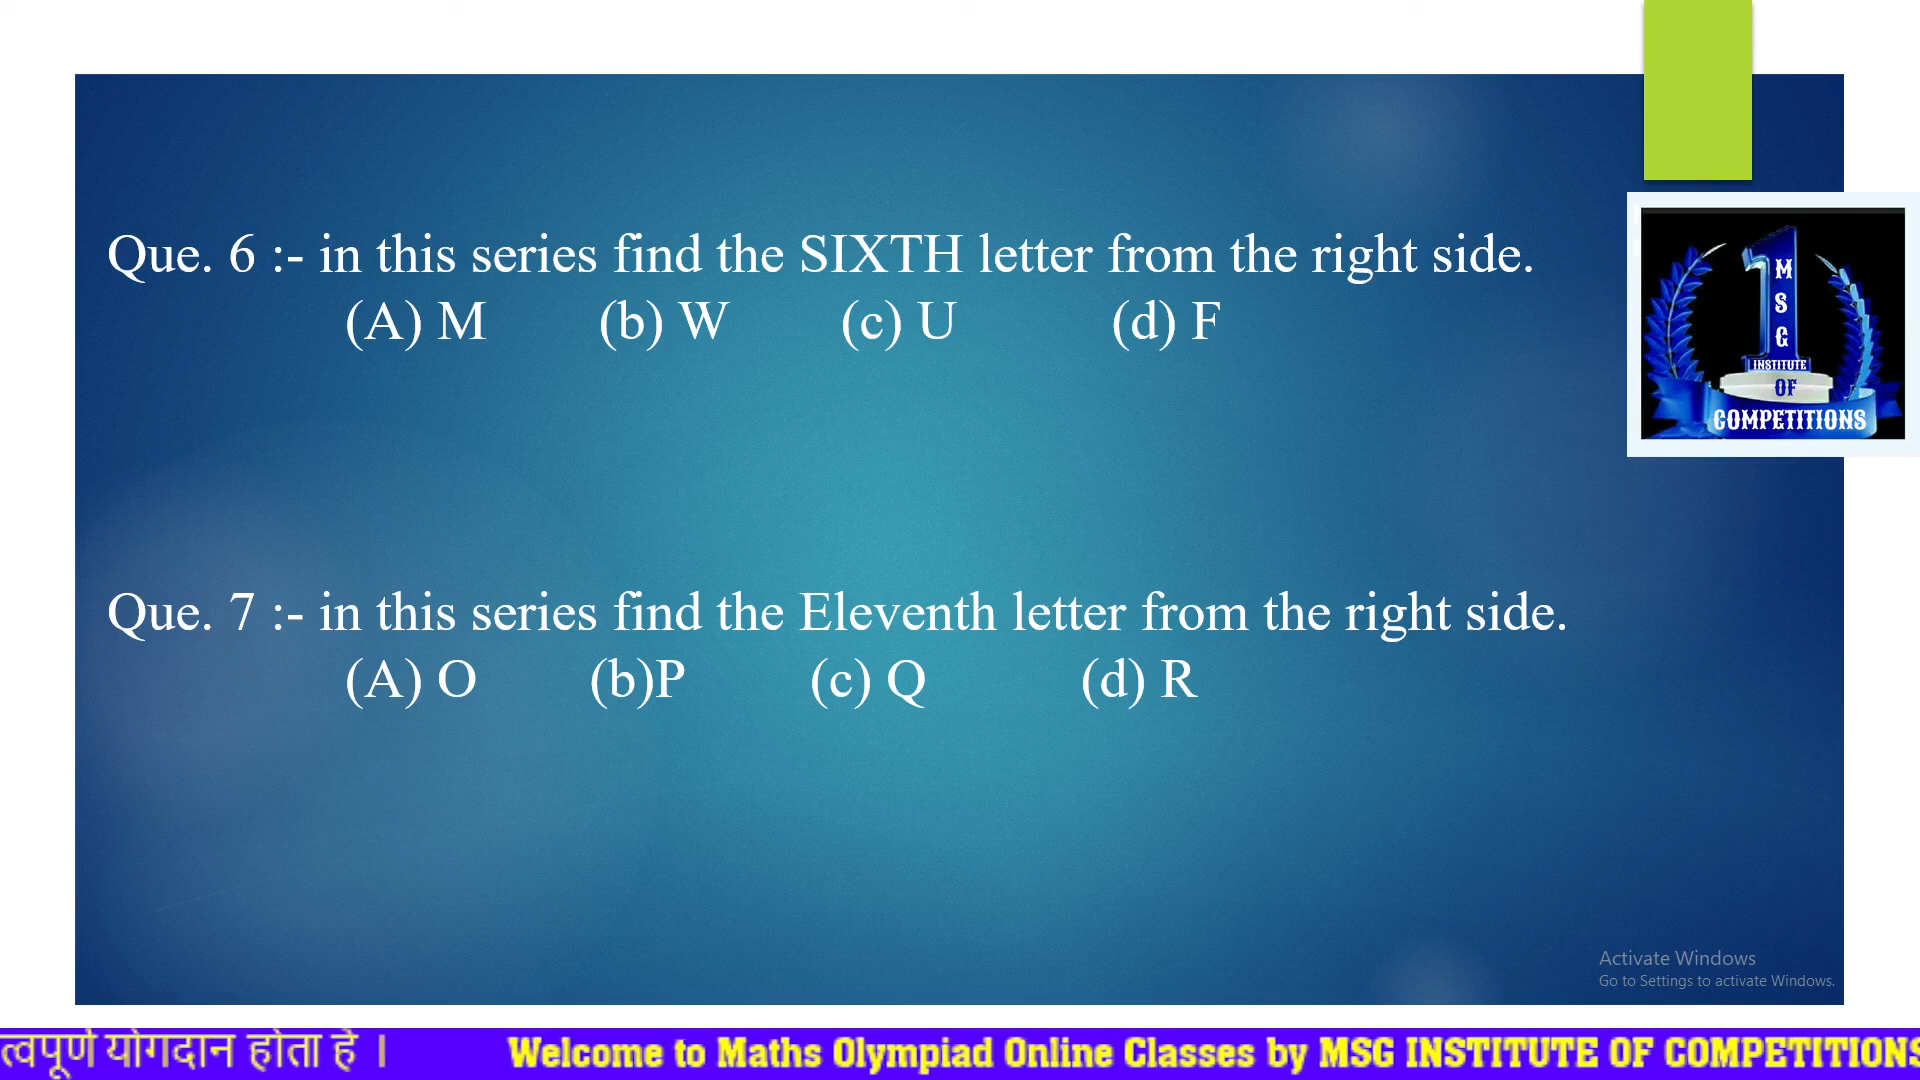 Que. 6 :- in this series find the SIXTH letter from the right side.
(A) M (b) W (c) U (d) F
M
S
G
INSTITUTE
OF
COMPETITIONS
Que. 7 :- in this series find the Eleventh letter from the right side.
(A) O (b)P (c) Q (d) R
Activate Windows
Go to Settings to activate Windows.
त्वपूर्ण योगदान होता है । Welcome to Maths Olympiad Online Classes by MSG INSTITUTE OF COMPETITIONS